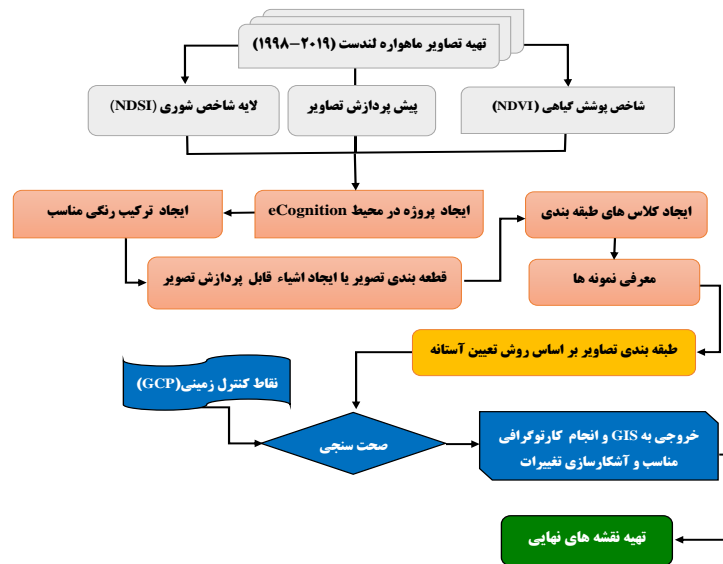 تهیه تصاویر ماهواره لندست (۲۰۱۹-۱۹۹۸)
شاخص پوشش گیاهی (NDVI)
پیش پردازش تصاویر
لایه شاخص شوری (NDSI)
ایجاد پروژه در محیط eCognition
ایجاد ترکیب رنگی مناسب
قطعه بندی تصویر یا ایجاد اشیاء قابل پردازش تصویر
ایجاد کلاس های طبقه بندی
معرفی نمونه ها
طبقه بندی تصاویر بر اساس روش تعیین آستانه
نقاط کنترل زمینی(GCP)
صحت سنجی
خروجی به GIS و انجام کارتوگرافی
مناسب و آشکارسازی تغییرات
تهیه نقشه های نهایی